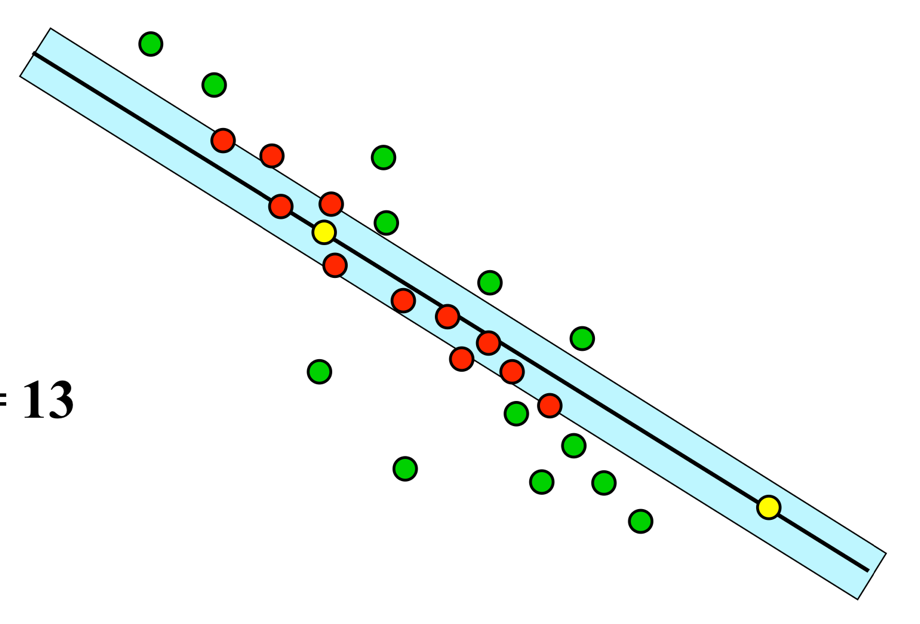 = 13